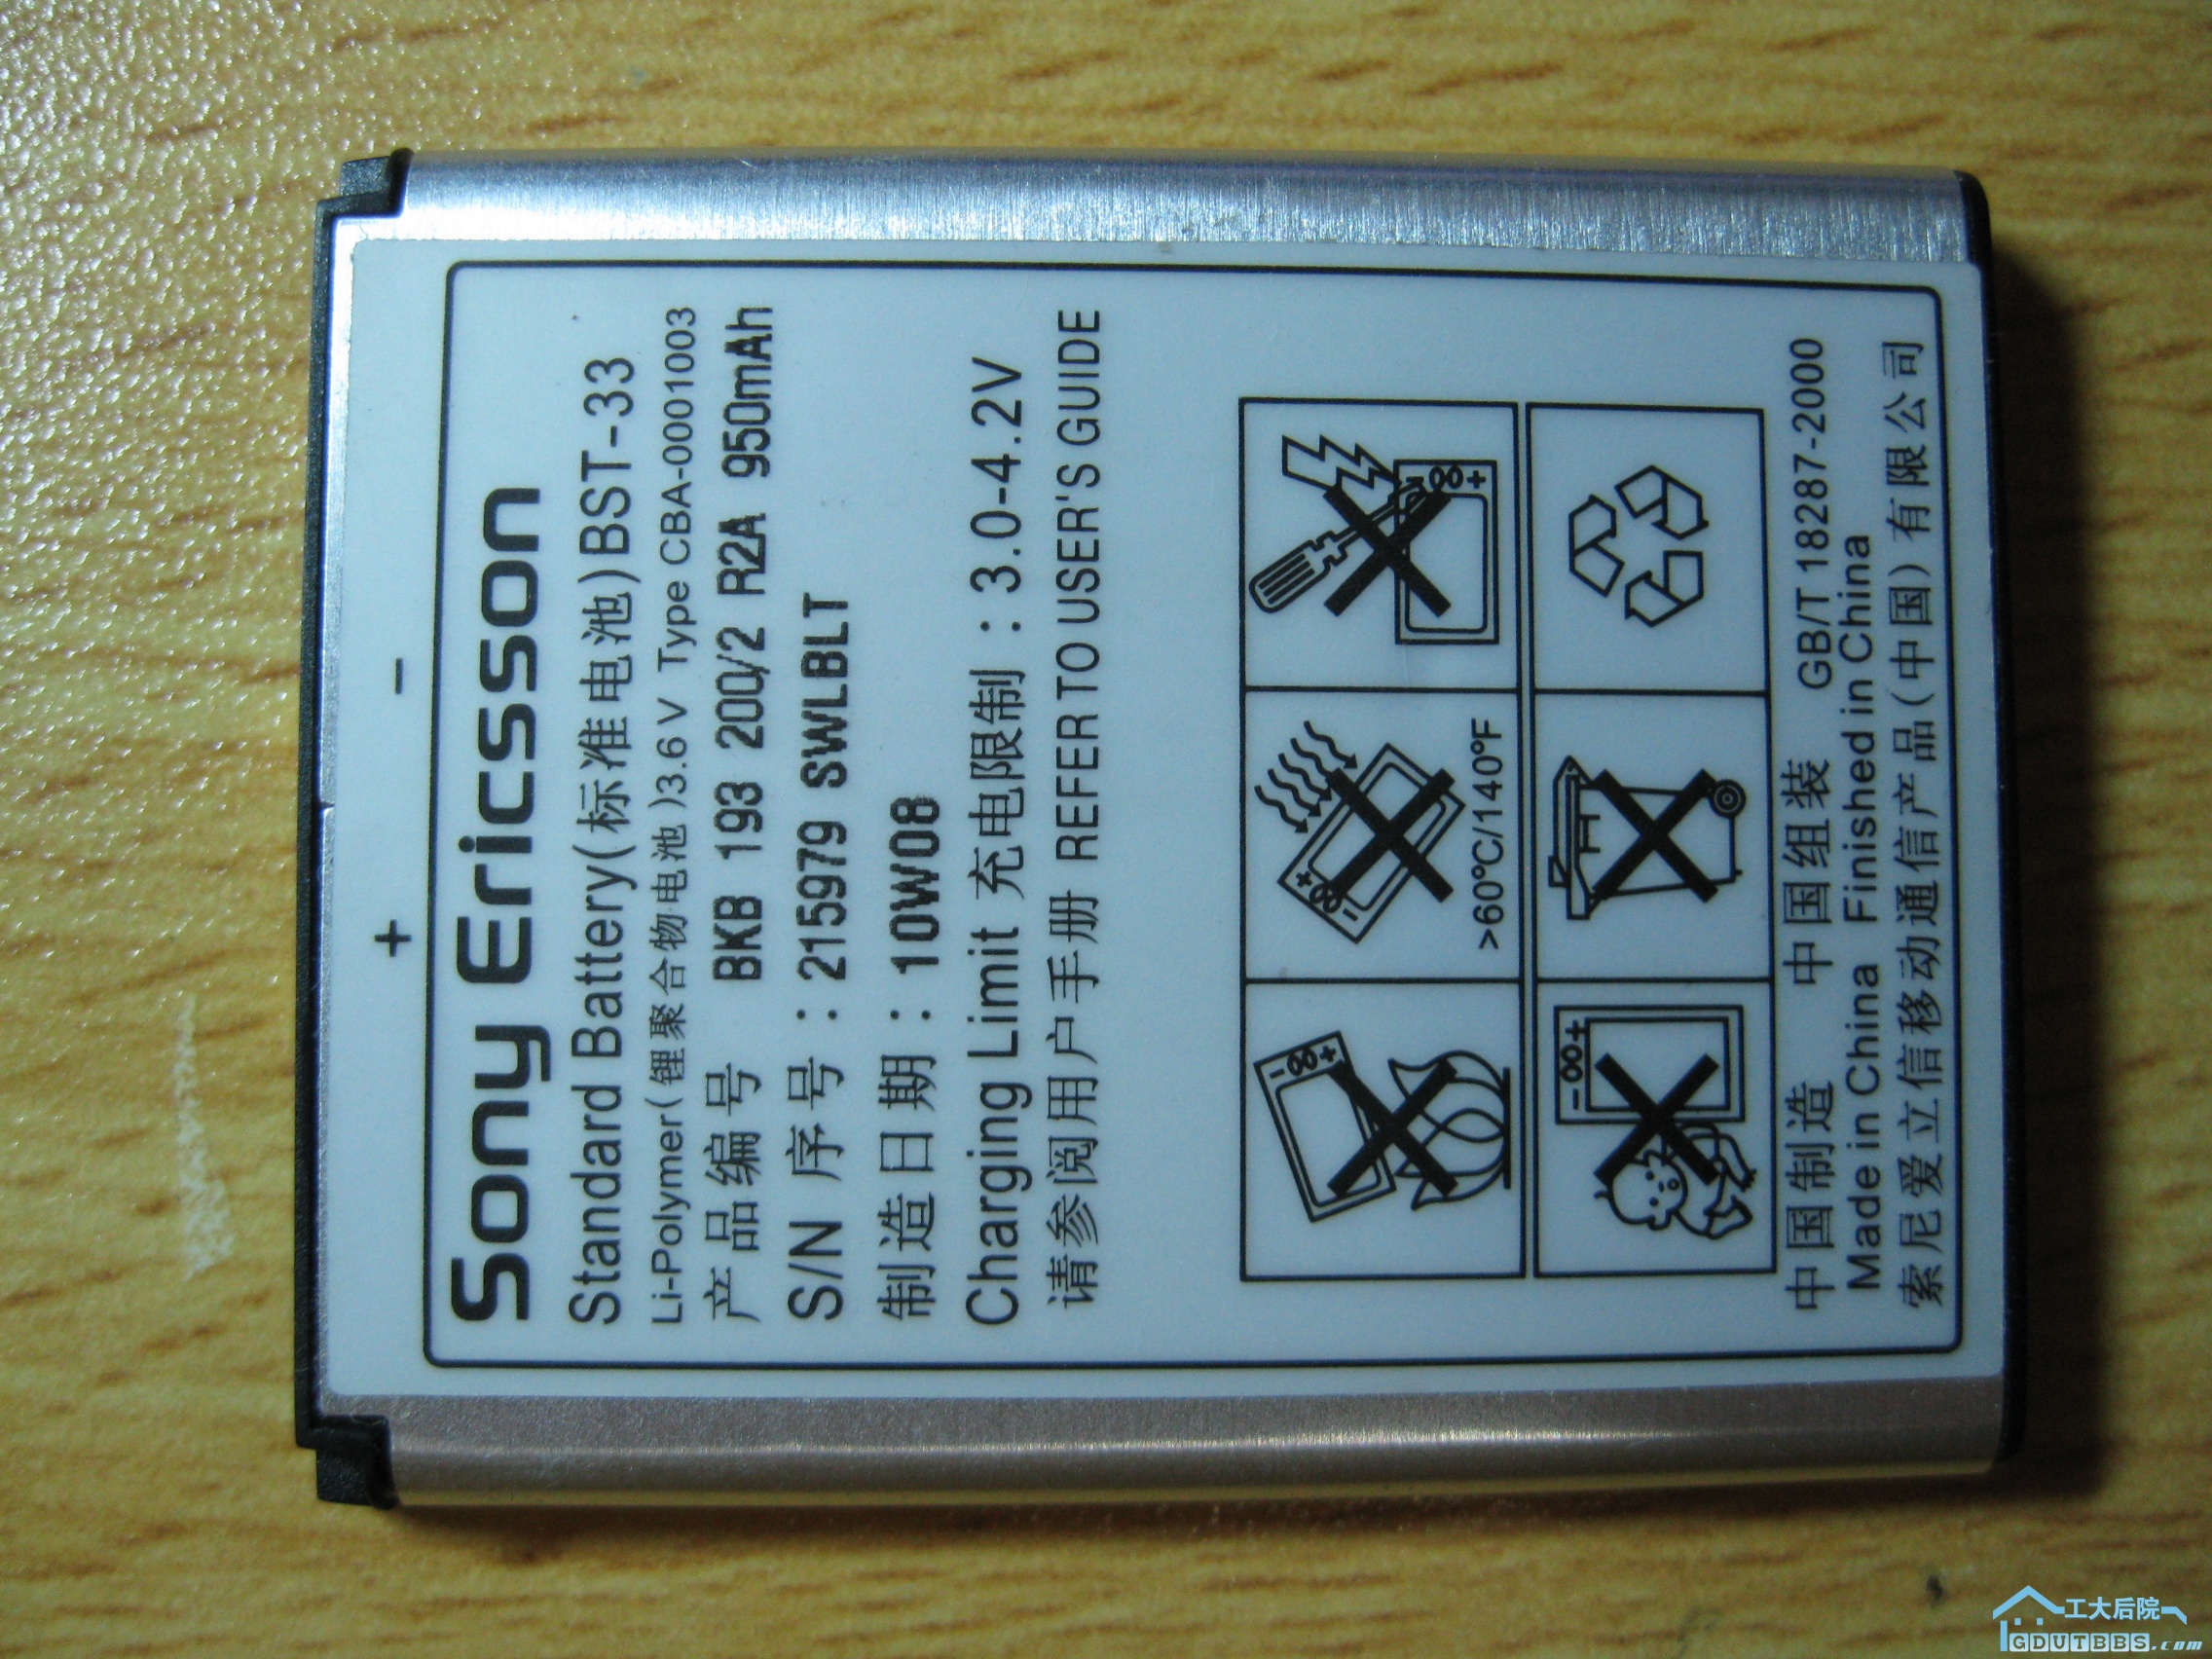 + -
Sony Ericsson
Standard Battery(标准电池)BST-33
Li-Polymer(锂聚合物电池)3.6 V Type CBA-0001003
产品编号 BKB 193 200/2 R2A 950mAh
S/N 序号:215979 SWLBLT
制造日期:10W08
Charging Limit 充电限制:3.0-4.2V
请参阅用户手册 REFER TO USER'S GUIDE
>60°C/140°F
中国制造 中国组装 GB/T 18287-2000
Made in China Finished in China
索尼爱立信移动通信产品(中国)有限公司
工大后院
GDUTBBS.com